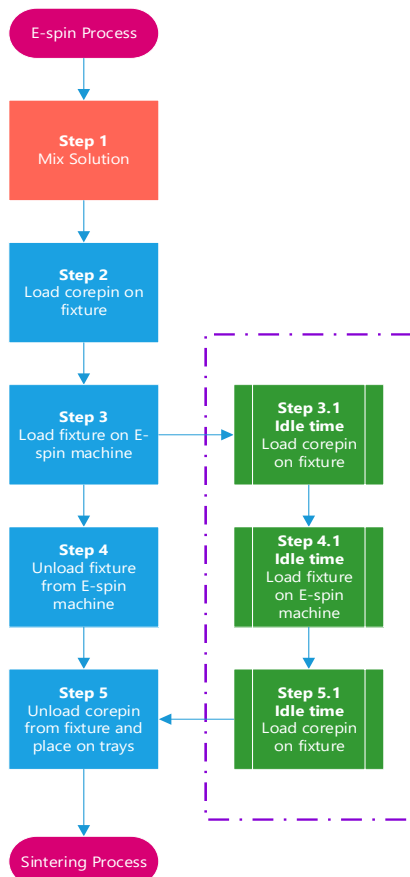 E-spin Process
Step 1
Mix Solution
Step 2
Load corepin on
fixture
Step 3
Load fixture on E-
spin machine
Step 3.1
Idle time
Load corepin
on fixture
Step 4
Unload fixture
from E-spin
machine
Step 4.1
Idle time
Load fixture
on E-spin
machine
Step 5
Unload corepin
from fixture and
place on trays
Step 5.1
Idle time
Load corepin
on fixture
Sintering Process